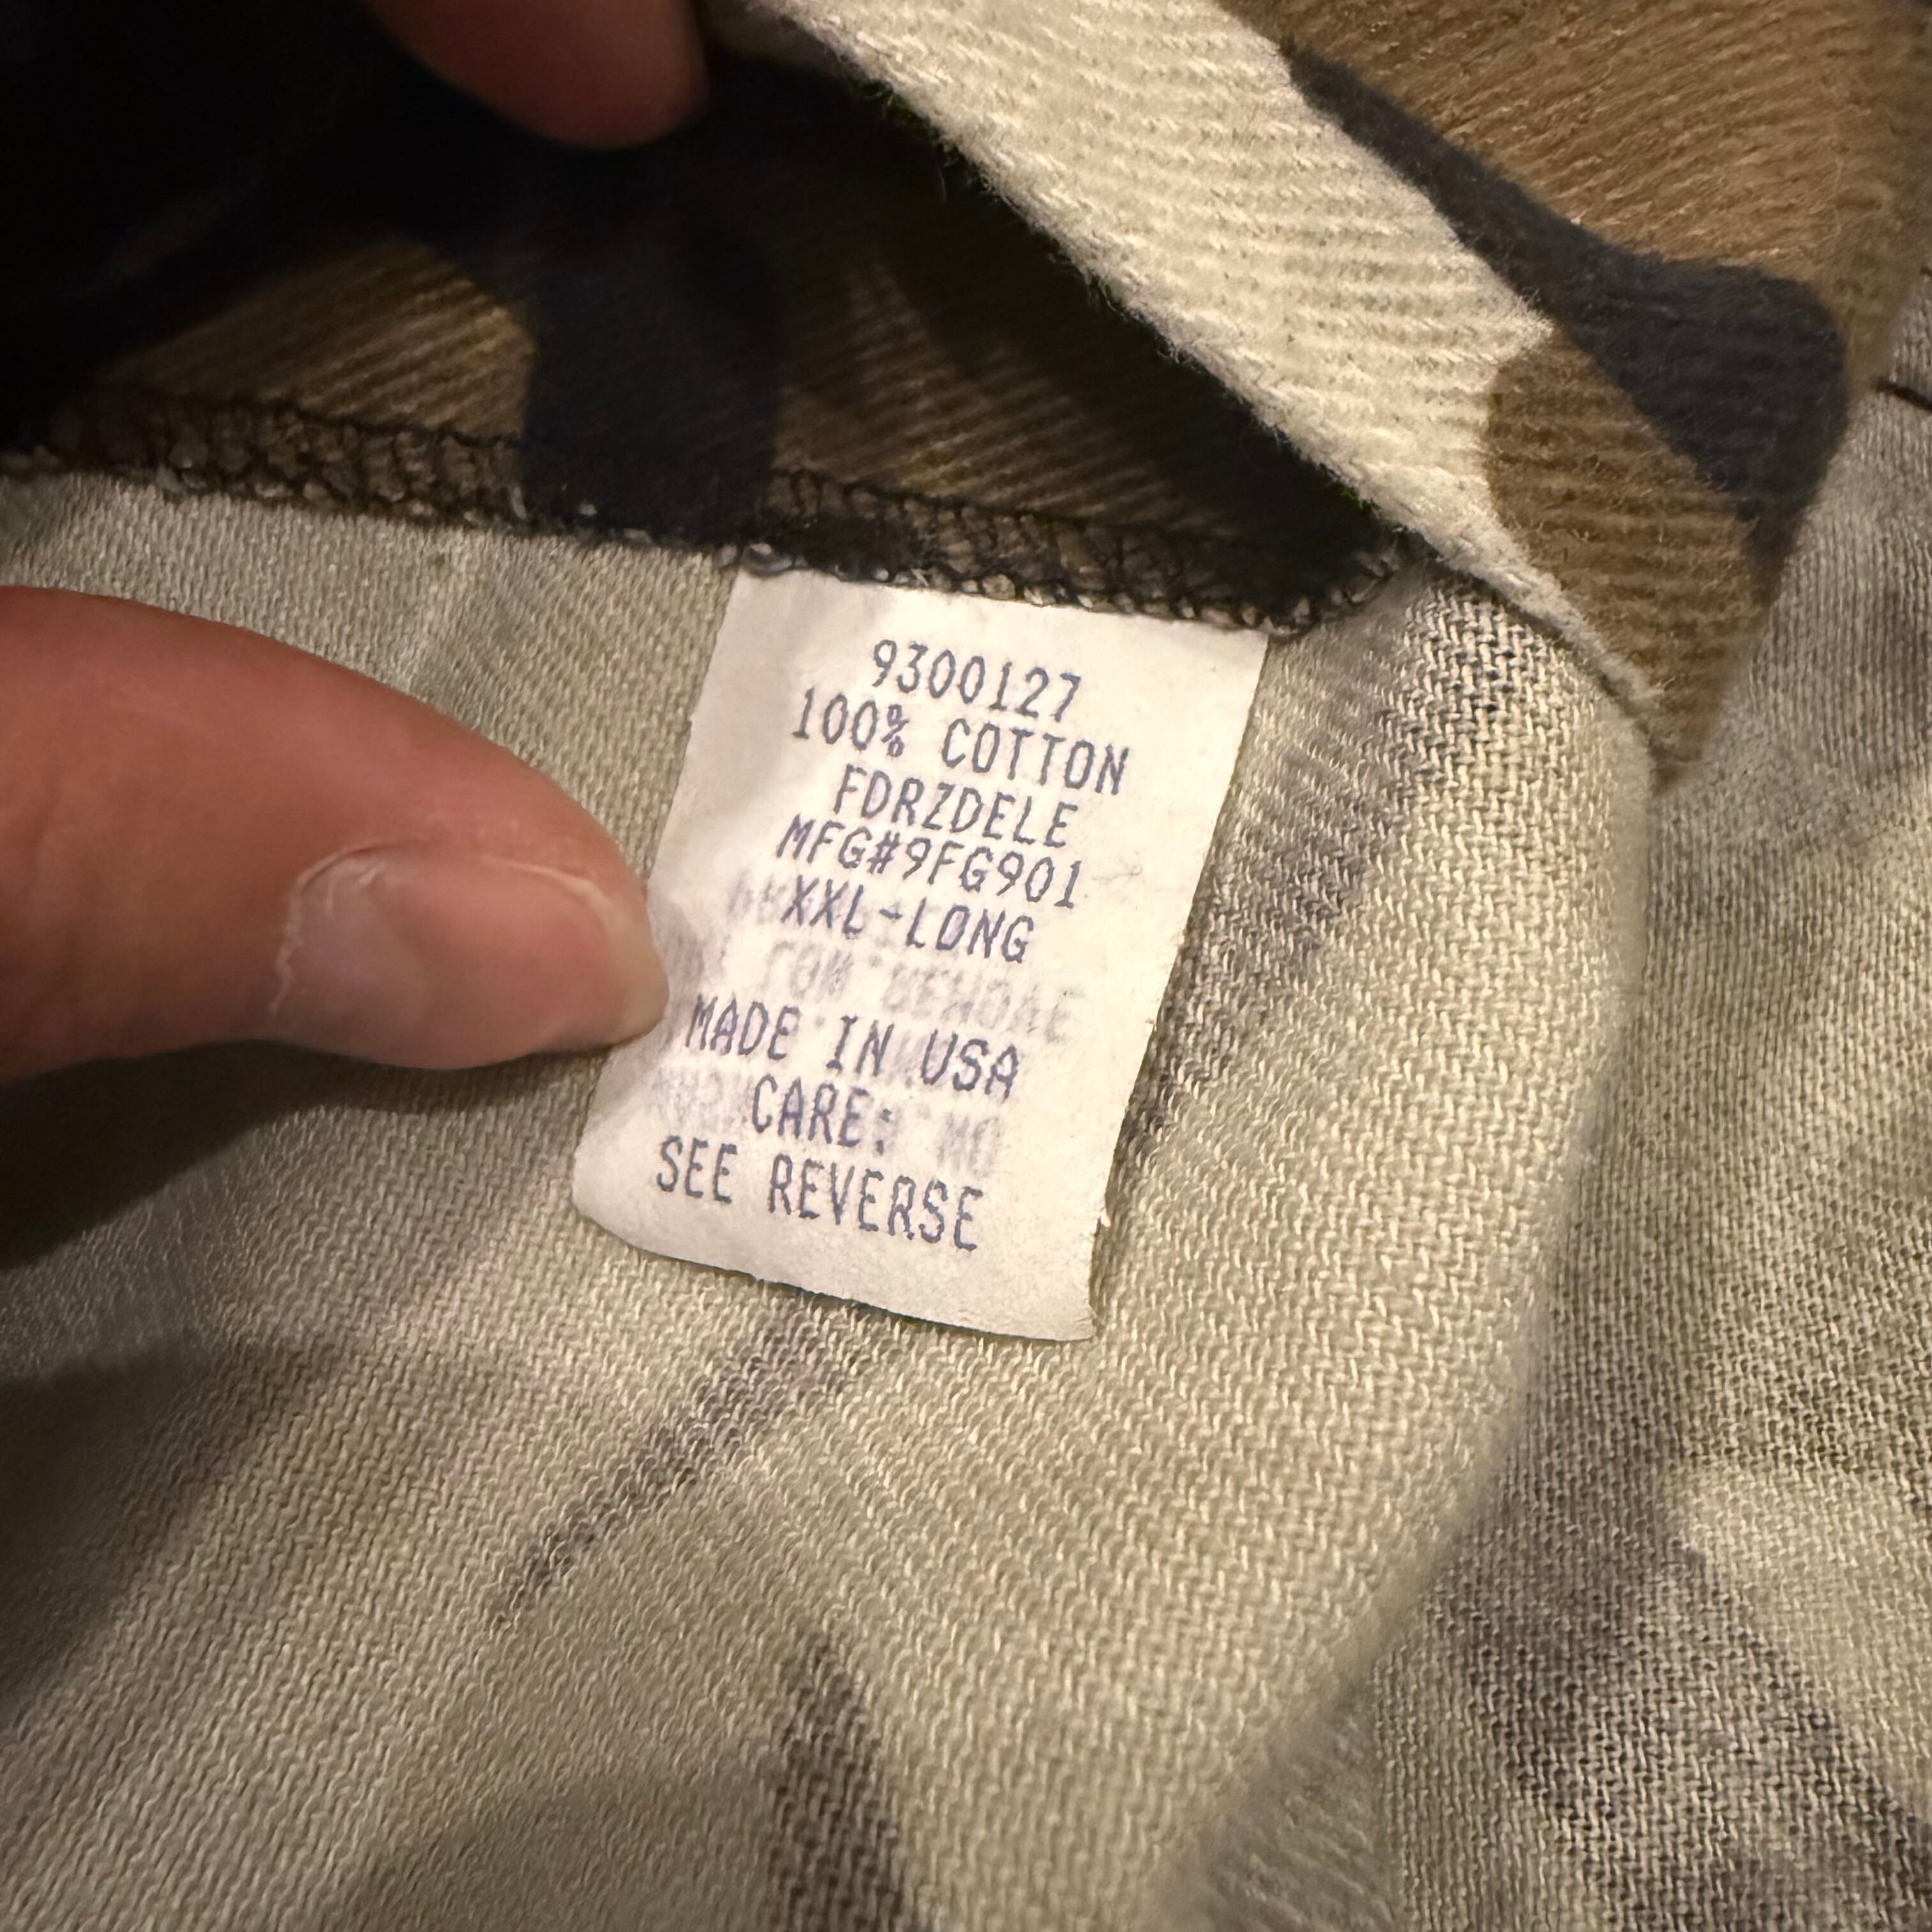 9300127
100% COTTON
FDRZDELE
MFG#9FG901
XXL-LONG
MADE IN USA
CARE:
SEE REVERSE